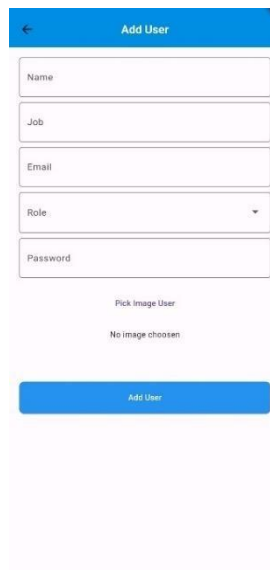 Add User
Name
Job
Email
Role
Password
Pick Image User
No image choosen
Add User